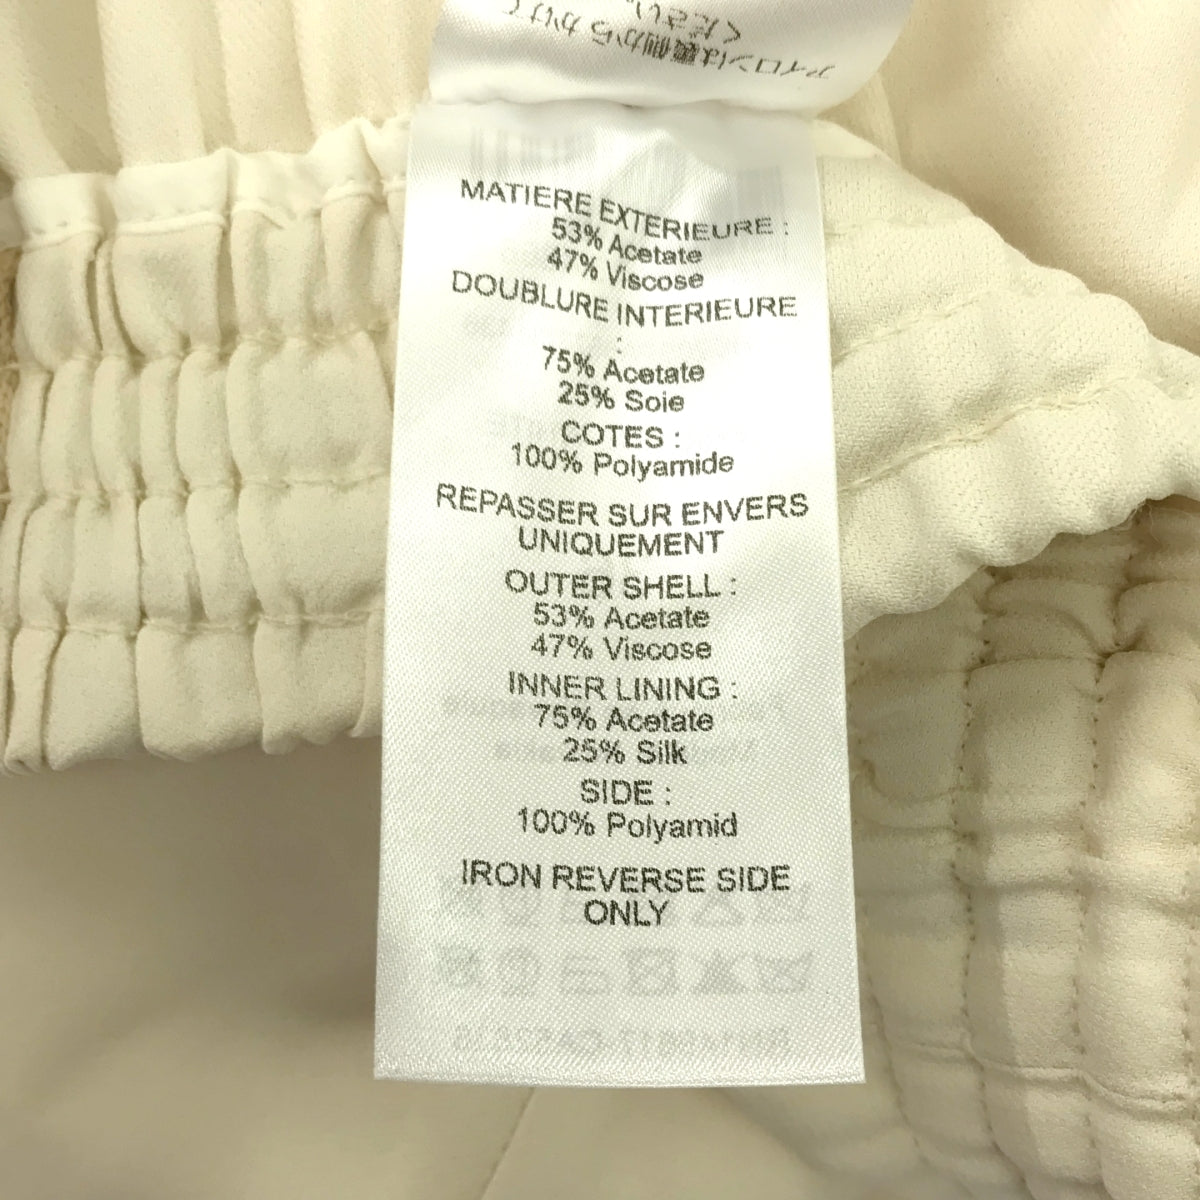 MATIERE EXTERIEURE :
53% Acetate
47% Viscose
DOUBLURE INTERIEURE
:
75% Acetate
25% Soie
COTES :
100% Polyamide
REPASSER SUR ENVERS
UNIQUEMENT
OUTER SHELL :
53% Acetate
47% Viscose
INNER LINING :
75% Acetate
25% Silk
SIDE :
100% Polyamid
IRON REVERSE SIDE
ONLY